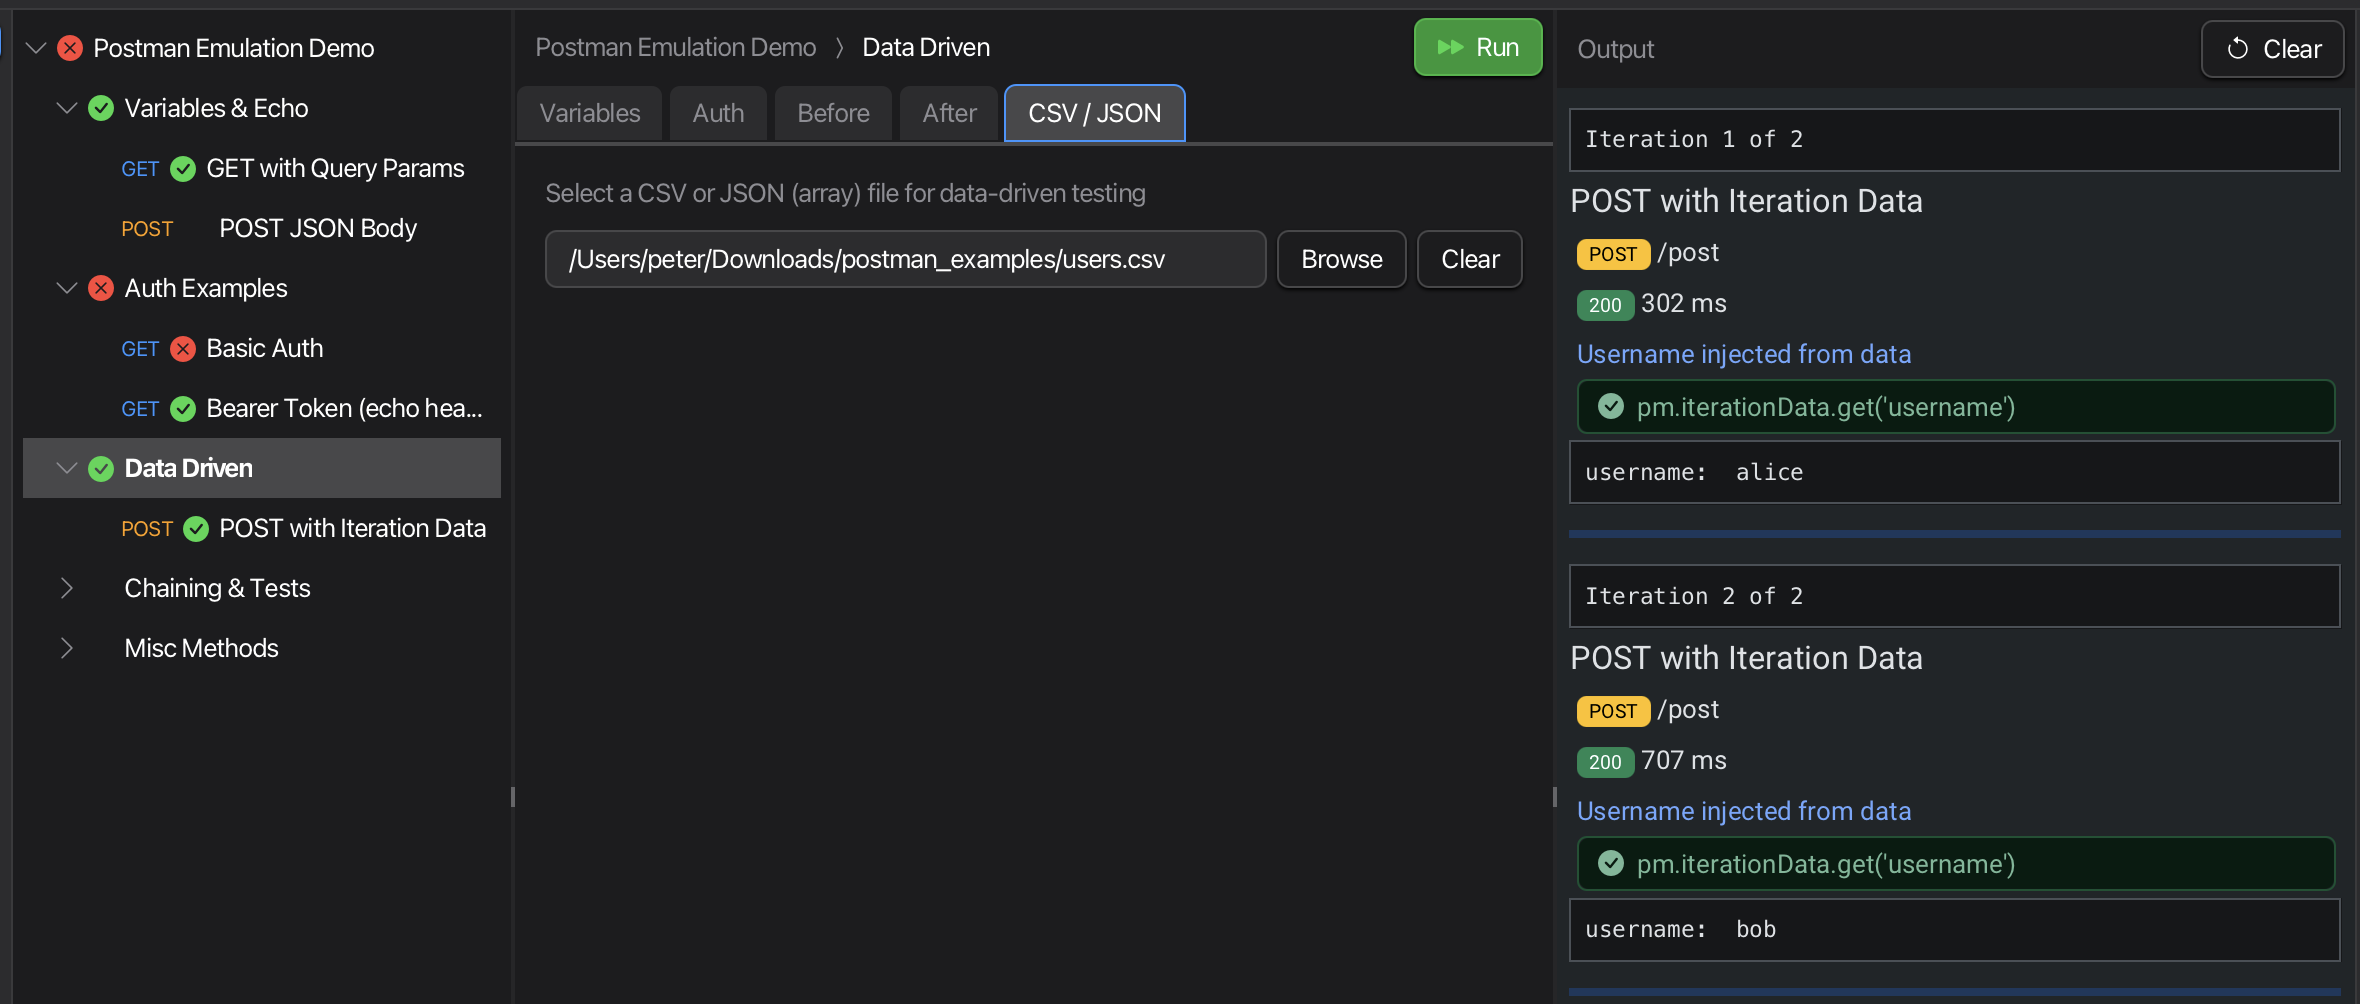 Postman Emulation Demo
Variables & Echo
GET GET with Query Params
POST POST JSON Body
Auth Examples
GET Basic Auth
GET Bearer Token (echo hea...
Data Driven
POST POST with Iteration Data
Chaining & Tests
Misc Methods
Postman Emulation Demo 〉 Data Driven
Run
Variables Auth Before After CSV / JSON
Select a CSV or JSON (array) file for data-driven testing
/Users/peter/Downloads/postman_examples/users.csv Browse Clear
Output Clear
Iteration 1 of 2
POST with Iteration Data
POST /post
200 302 ms
Username injected from data
pm.iterationData.get('username')
username:  alice
Iteration 2 of 2
POST with Iteration Data
POST /post
200 707 ms
Username injected from data
pm.iterationData.get('username')
username:  bob